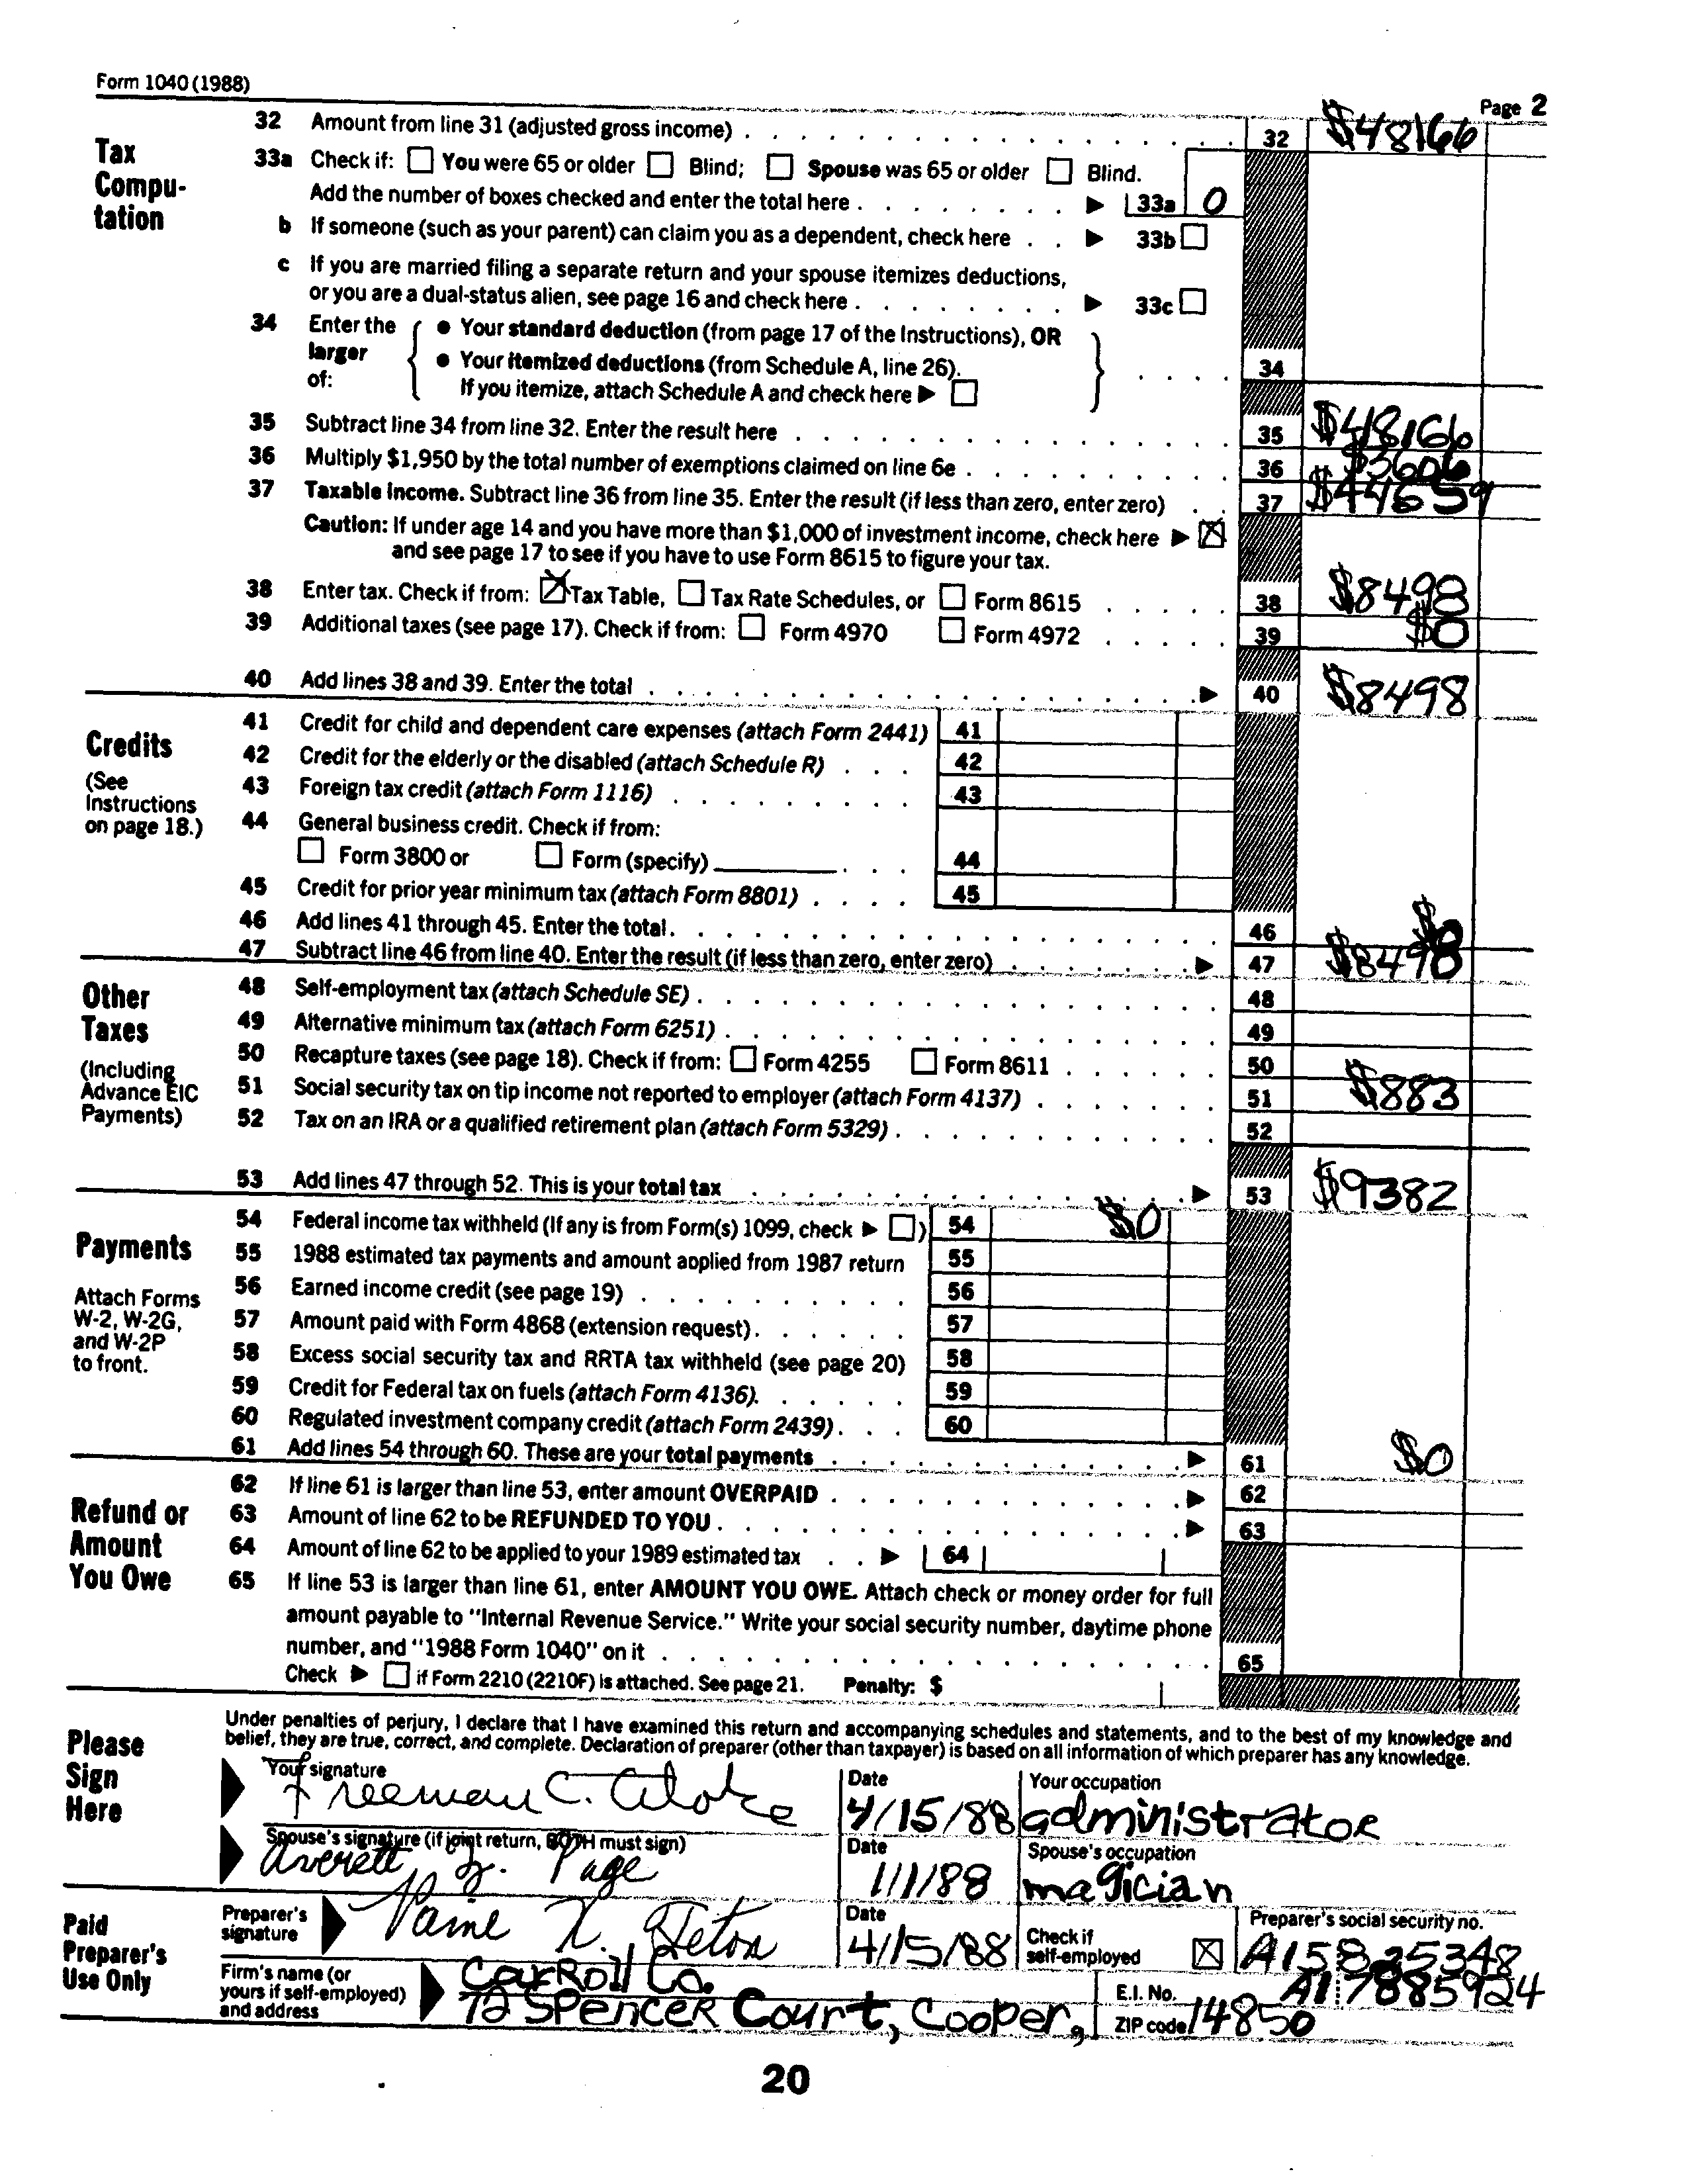 Form 1040 (1988)
Page 2
Tax Compu-tation
32 Amount from line 31 (adjusted gross income) 32 $48166
33a Check if: You were 65 or older Blind; Spouse was 65 or older Blind.
Add the number of boxes checked and enter the total here 33a 0
b If someone (such as your parent) can claim you as a dependent, check here 33b
c If you are married filing a separate return and your spouse itemizes deductions,
or you are a dual-status alien, see page 16 and check here 33c
34 Enter the larger of: { ● Your standard deduction (from page 17 of the Instructions), OR
● Your itemized deductions (from Schedule A, line 26).
If you itemize, attach Schedule A and check here ▶ } 34
35 Subtract line 34 from line 32. Enter the result here 35 $48166
36 Multiply $1,950 by the total number of exemptions claimed on line 6e 36 $3606
37 Taxable income. Subtract line 36 from line 35. Enter the result (if less than zero, enter zero) 37 $44659
Caution: If under age 14 and you have more than $1,000 of investment income, check here ▶ X
and see page 17 to see if you have to use Form 8615 to figure your tax.
38 Enter tax. Check if from: X Tax Table, Tax Rate Schedules, or Form 8615 38 $8498
39 Additional taxes (see page 17). Check if from: Form 4970 Form 4972 39 $0
40 Add lines 38 and 39. Enter the total ▶ 40 $8498
Credits
(See Instructions on page 18.)
41 Credit for child and dependent care expenses (attach Form 2441) 41
42 Credit for the elderly or the disabled (attach Schedule R) 42
43 Foreign tax credit (attach Form 1116) 43
44 General business credit. Check if from:
Form 3800 or Form (specify) 44
45 Credit for prior year minimum tax (attach Form 8801) 45
46 Add lines 41 through 45. Enter the total 46 $0
47 Subtract line 46 from line 40. Enter the result (if less than zero, enter zero) ▶ 47 $8498
Other Taxes
(Including Advance EIC Payments)
48 Self-employment tax (attach Schedule SE) 48
49 Alternative minimum tax (attach Form 6251) 49
50 Recapture taxes (see page 18). Check if from: Form 4255 Form 8611 50
51 Social security tax on tip income not reported to employer (attach Form 4137) 51 $883
52 Tax on an IRA or a qualified retirement plan (attach Form 5329) 52
53 Add lines 47 through 52. This is your total tax ▶ 53 $9382
Payments
Attach Forms W-2, W-2G, and W-2P to front.
54 Federal income tax withheld (If any is from Form(s) 1099, check ▶ ) 54 $0
55 1988 estimated tax payments and amount applied from 1987 return 55
56 Earned income credit (see page 19) 56
57 Amount paid with Form 4868 (extension request) 57
58 Excess social security tax and RRTA tax withheld (see page 20) 58
59 Credit for Federal tax on fuels (attach Form 4136) 59
60 Regulated investment company credit (attach Form 2439) 60
61 Add lines 54 through 60. These are your total payments ▶ 61 $0
Refund or Amount You Owe
62 If line 61 is larger than line 53, enter amount OVERPAID ▶ 62
63 Amount of line 62 to be REFUNDED TO YOU ▶ 63
64 Amount of line 62 to be applied to your 1989 estimated tax ▶ 64
65 If line 53 is larger than line 61, enter AMOUNT YOU OWE. Attach check or money order for full
amount payable to "Internal Revenue Service." Write your social security number, daytime phone
number, and "1988 Form 1040" on it 65
Check ▶ if Form 2210 (2210F) is attached. See page 21. Penalty: $
Please Sign Here
Under penalties of perjury, I declare that I have examined this return and accompanying schedules and statements, and to the best of my knowledge and
belief, they are true, correct, and complete. Declaration of preparer (other than taxpayer) is based on all information of which preparer has any knowledge.
Your signature Freeman C. Date 4/15/88 Your occupation administrator
Spouse's signature (if joint return, BOTH must sign) Averett Page Date 1/1/88 Spouse's occupation magician
Paid Preparer's Use Only
Preparer's signature X. Date 4/15/88 Check if self-employed X Preparer's social security no. A158 25348
Firm's name (or yours if self-employed) and address Carroll Co. E.I. No. A178885924
72 Spencer Court, Cooper, ZIP code 14850
20